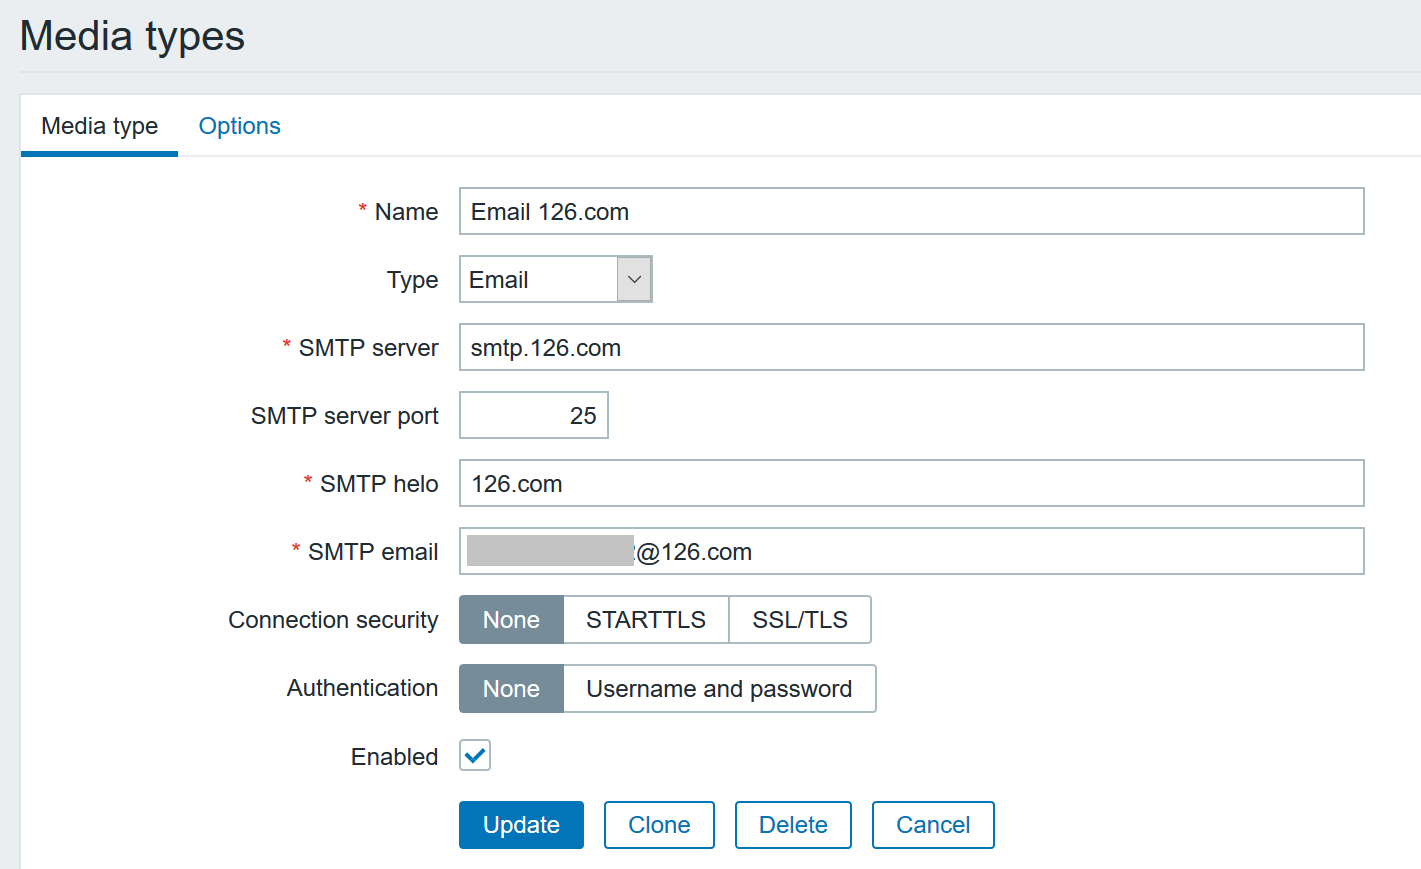 Media types
Media type Options
* Name Email 126.com
Type Email
* SMTP server smtp.126.com
SMTP server port 25
* SMTP helo 126.com
* SMTP email @126.com
Connection security None STARTTLS SSL/TLS
Authentication None Username and password
Enabled
Update Clone Delete Cancel